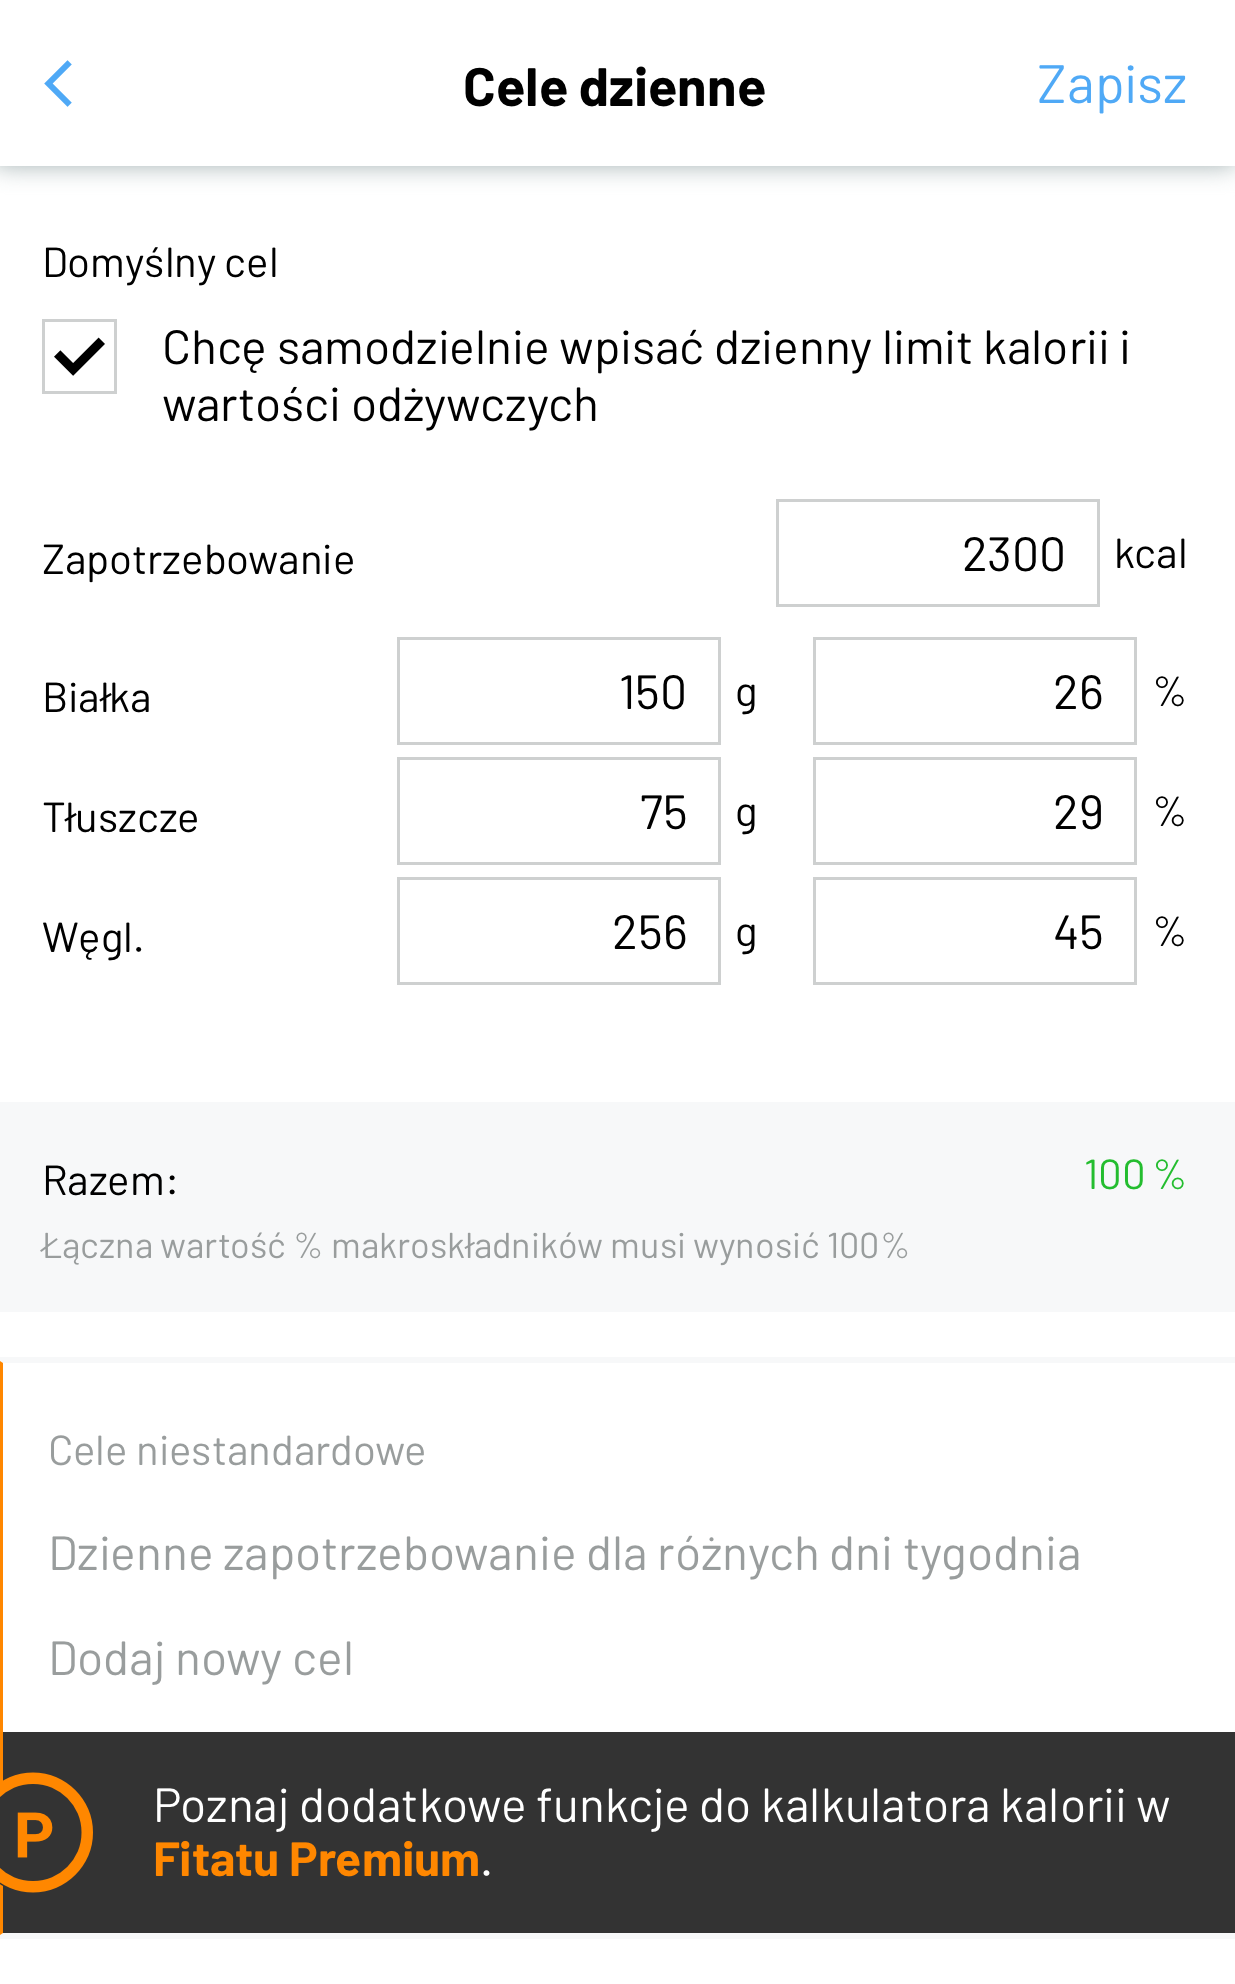 Cele dzienne
Zapisz
Domyślny cel
Chcę samodzielnie wpisać dzienny limit kalorii i
wartości odżywczych
Zapotrzebowanie 2300 kcal
Białka 150 g 26 %
Tłuszcze 75 g 29 %
Węgl. 256 g 45 %
Razem: 100 %
Łączna wartość % makroskładników musi wynosić 100%
Cele niestandardowe
Dzienne zapotrzebowanie dla różnych dni tygodnia
Dodaj nowy cel
P
Poznaj dodatkowe funkcje do kalkulatora kalorii w
Fitatu Premium.